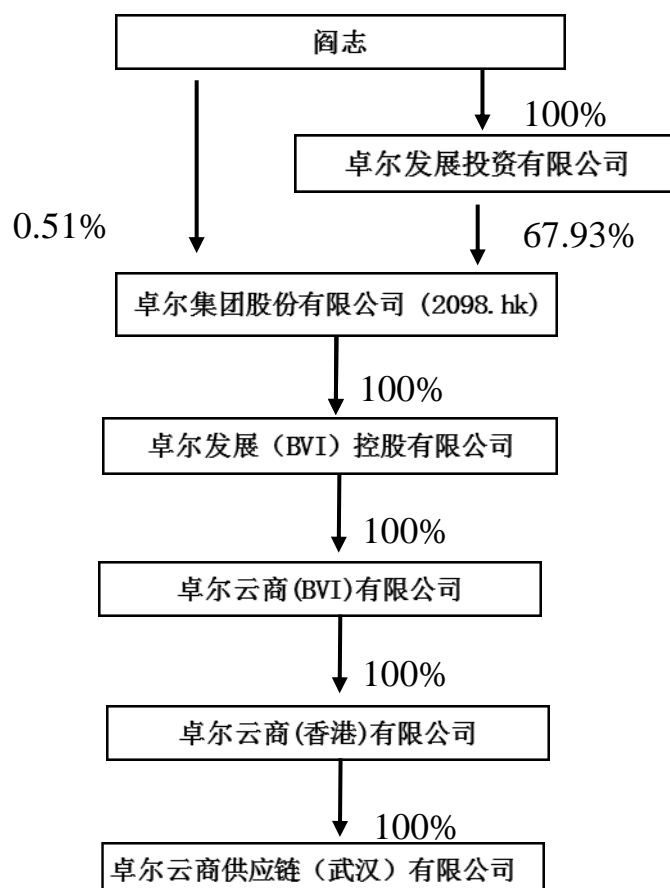 阎志
100%
卓尔发展投资有限公司
0.51%
67.93%
卓尔集团股份有限公司（2098.hk）
100%
卓尔发展（BVI）控股有限公司
100%
卓尔云商(BVI)有限公司
100%
卓尔云商(香港)有限公司
100%
卓尔云商供应链（武汉）有限公司